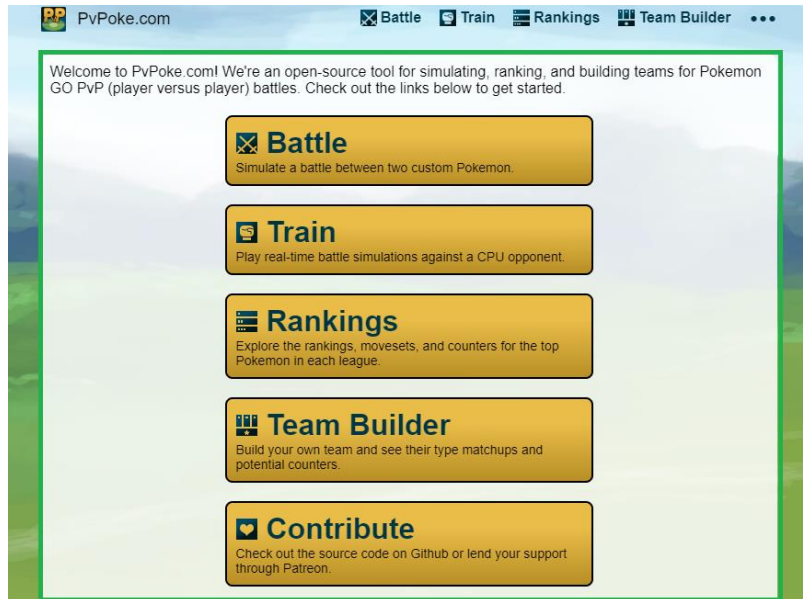 PvPoke.com
Battle
Train
Rankings
Team Builder
Welcome to PvPoke.com! We're an open-source tool for simulating, ranking, and building teams for Pokemon
GO PvP (player versus player) battles. Check out the links below to get started.
Battle
Simulate a battle between two custom Pokemon.
Train
Play real-time battle simulations against a CPU opponent.
Rankings
Explore the rankings, movesets, and counters for the top
Pokemon in each league.
Team Builder
Build your own team and see their type matchups and
potential counters.
Contribute
Check out the source code on Github or lend your support
through Patreon.